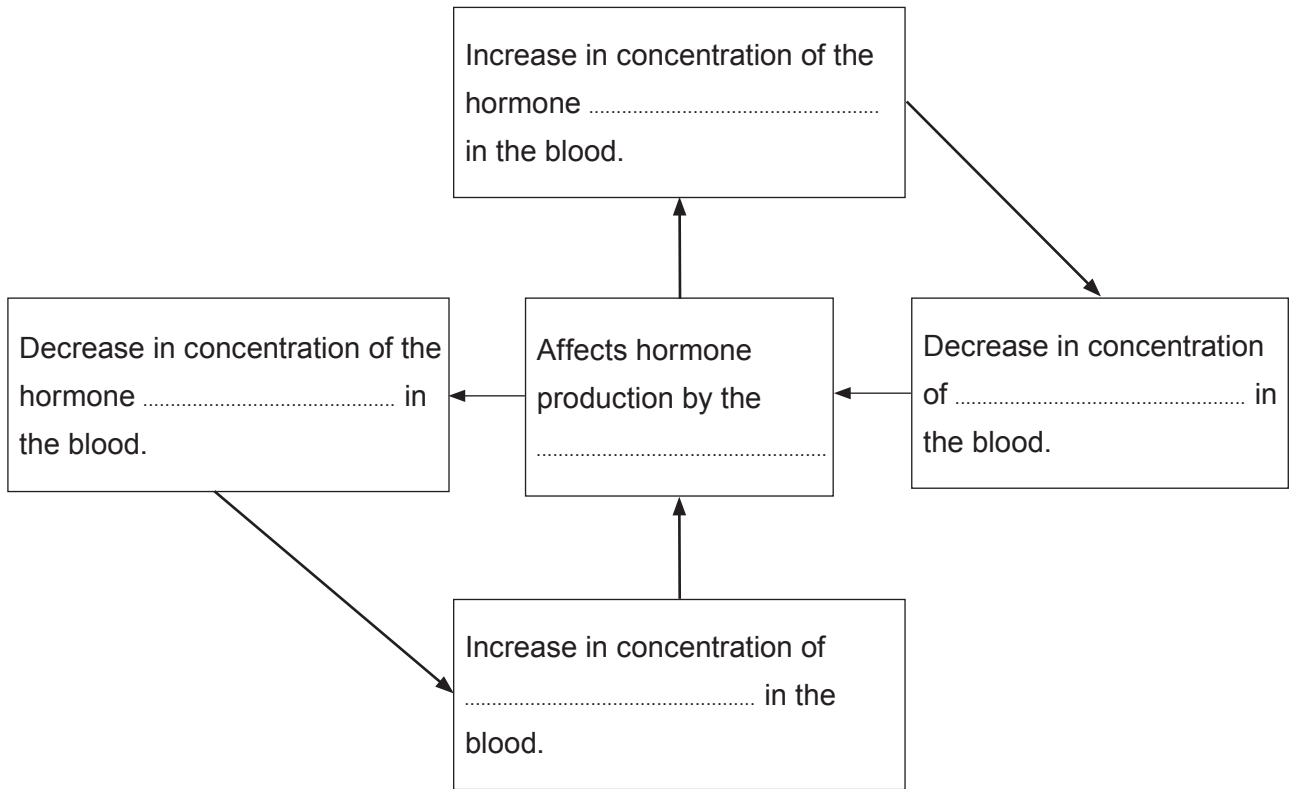 Increase in concentration of the
hormone ................................................
in the blood.
Decrease in concentration of the
hormone .......................................... in
the blood.
Affects hormone
production by the
................................................
Decrease in concentration
of ................................................ in
the blood.
Increase in concentration of
................................................ in the
blood.